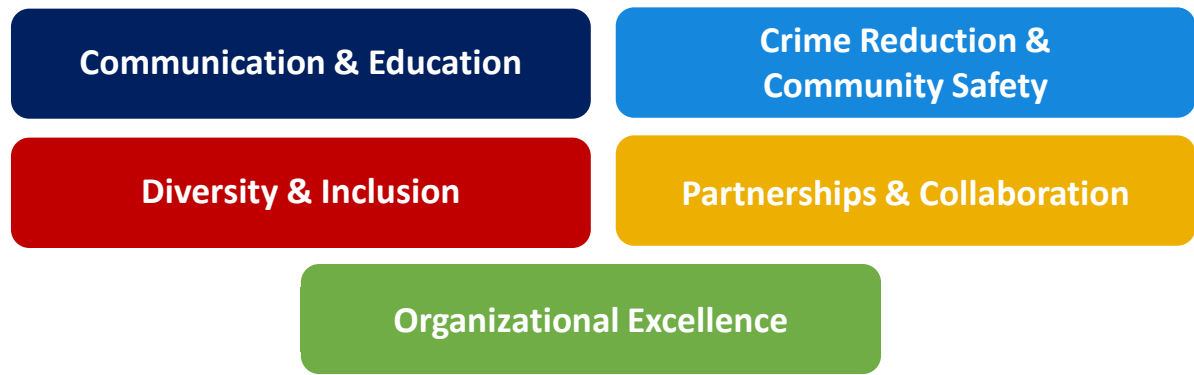 Communication & Education
Crime Reduction &
Community Safety
Diversity & Inclusion
Partnerships & Collaboration
Organizational Excellence